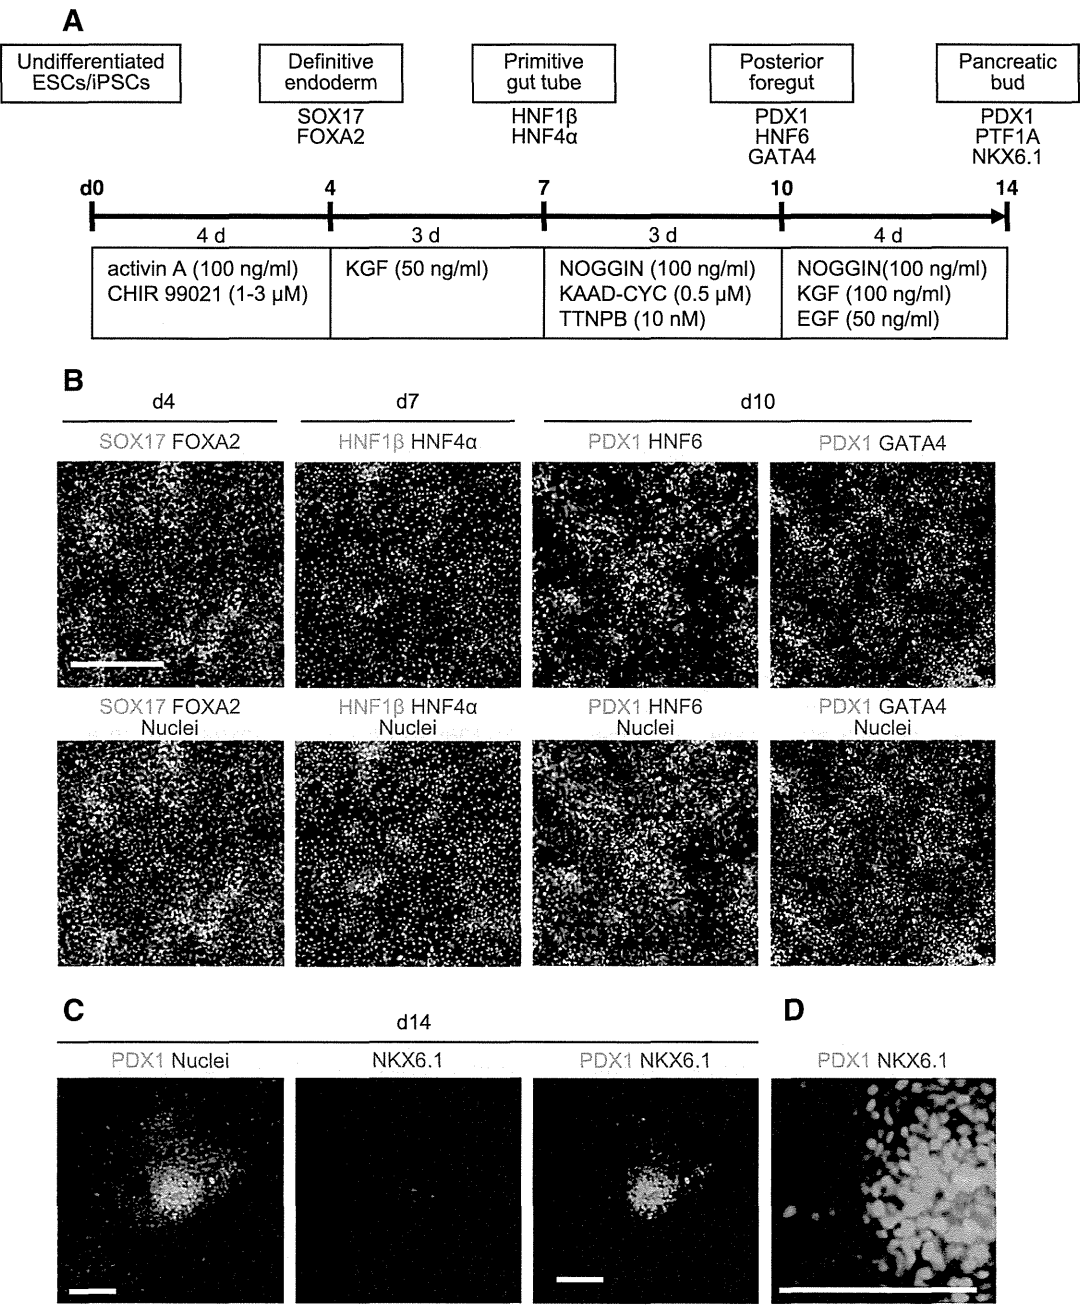 A
Undifferentiated
ESCs/iPSCs
Definitive
endoderm
SOX17
FOXA2
Primitive
gut tube
HNF1β
HNF4α
Posterior
foregut
PDX1
HNF6
GATA4
Pancreatic
bud
PDX1
PTF1A
NKX6.1
d0 4 7 10 14
4 d 3 d 3 d 4 d
activin A (100 ng/ml)
CHIR 99021 (1-3 μM)
KGF (50 ng/ml)
NOGGIN (100 ng/ml)
KAAD-CYC (0.5 μM)
TTNPB (10 nM)
NOGGIN(100 ng/ml)
KGF (100 ng/ml)
EGF (50 ng/ml)
B
d4 d7 d10
SOX17 FOXA2 HNF1β HNF4α PDX1 HNF6 PDX1 GATA4
SOX17 FOXA2
Nuclei
HNF1β HNF4α
Nuclei
PDX1 HNF6
Nuclei
PDX1 GATA4
Nuclei
C
d14
PDX1 Nuclei NKX6.1 PDX1 NKX6.1
D
PDX1 NKX6.1